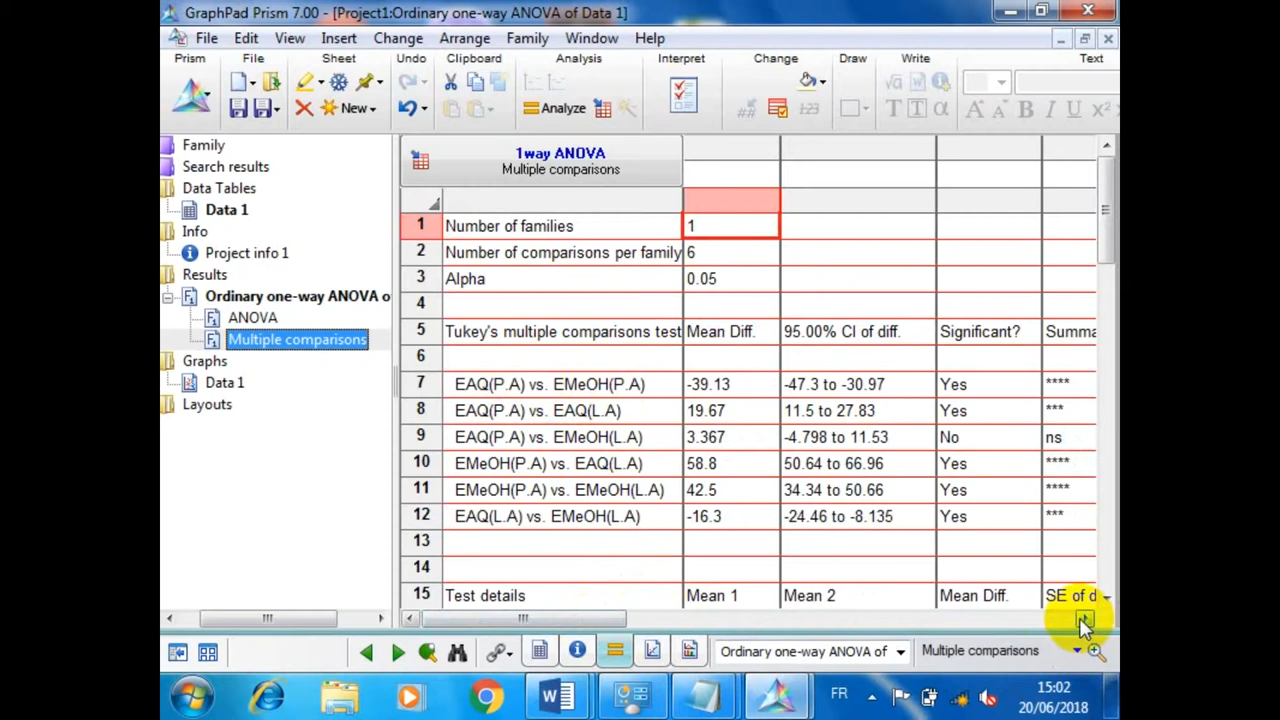 GraphPad Prism 7.00 - [Project1:Ordinary one-way ANOVA of Data 1]
File Edit View Insert Change Arrange Family Window Help
Prism File Sheet Undo Clipboard Analysis Interpret Change Draw Write Text
New
Analyze
Family
Search results
Data Tables
Data 1
Info
Project info 1
Results
Ordinary one-way ANOVA o
ANOVA
Multiple comparisons
Graphs
Data 1
Layouts
1way ANOVA
Multiple comparisons
1 Number of families 1
2 Number of comparisons per family 6
3 Alpha 0.05
4
5 Tukey's multiple comparisons test Mean Diff. 95.00% CI of diff. Significant? Summa
6
7 EAQ(P.A) vs. EMeOH(P.A) -39.13 -47.3 to -30.97 Yes ****
8 EAQ(P.A) vs. EAQ(L.A) 19.67 11.5 to 27.83 Yes ***
9 EAQ(P.A) vs. EMeOH(L.A) 3.367 -4.798 to 11.53 No ns
10 EMeOH(P.A) vs. EAQ(L.A) 58.8 50.64 to 66.96 Yes ****
11 EMeOH(P.A) vs. EMeOH(L.A) 42.5 34.34 to 50.66 Yes ****
12 EAQ(L.A) vs. EMeOH(L.A) -16.3 -24.46 to -8.135 Yes ***
13
14
15 Test details Mean 1 Mean 2 Mean Diff. SE of d
Ordinary one-way ANOVA of Multiple comparisons
FR 15:02
20/06/2018